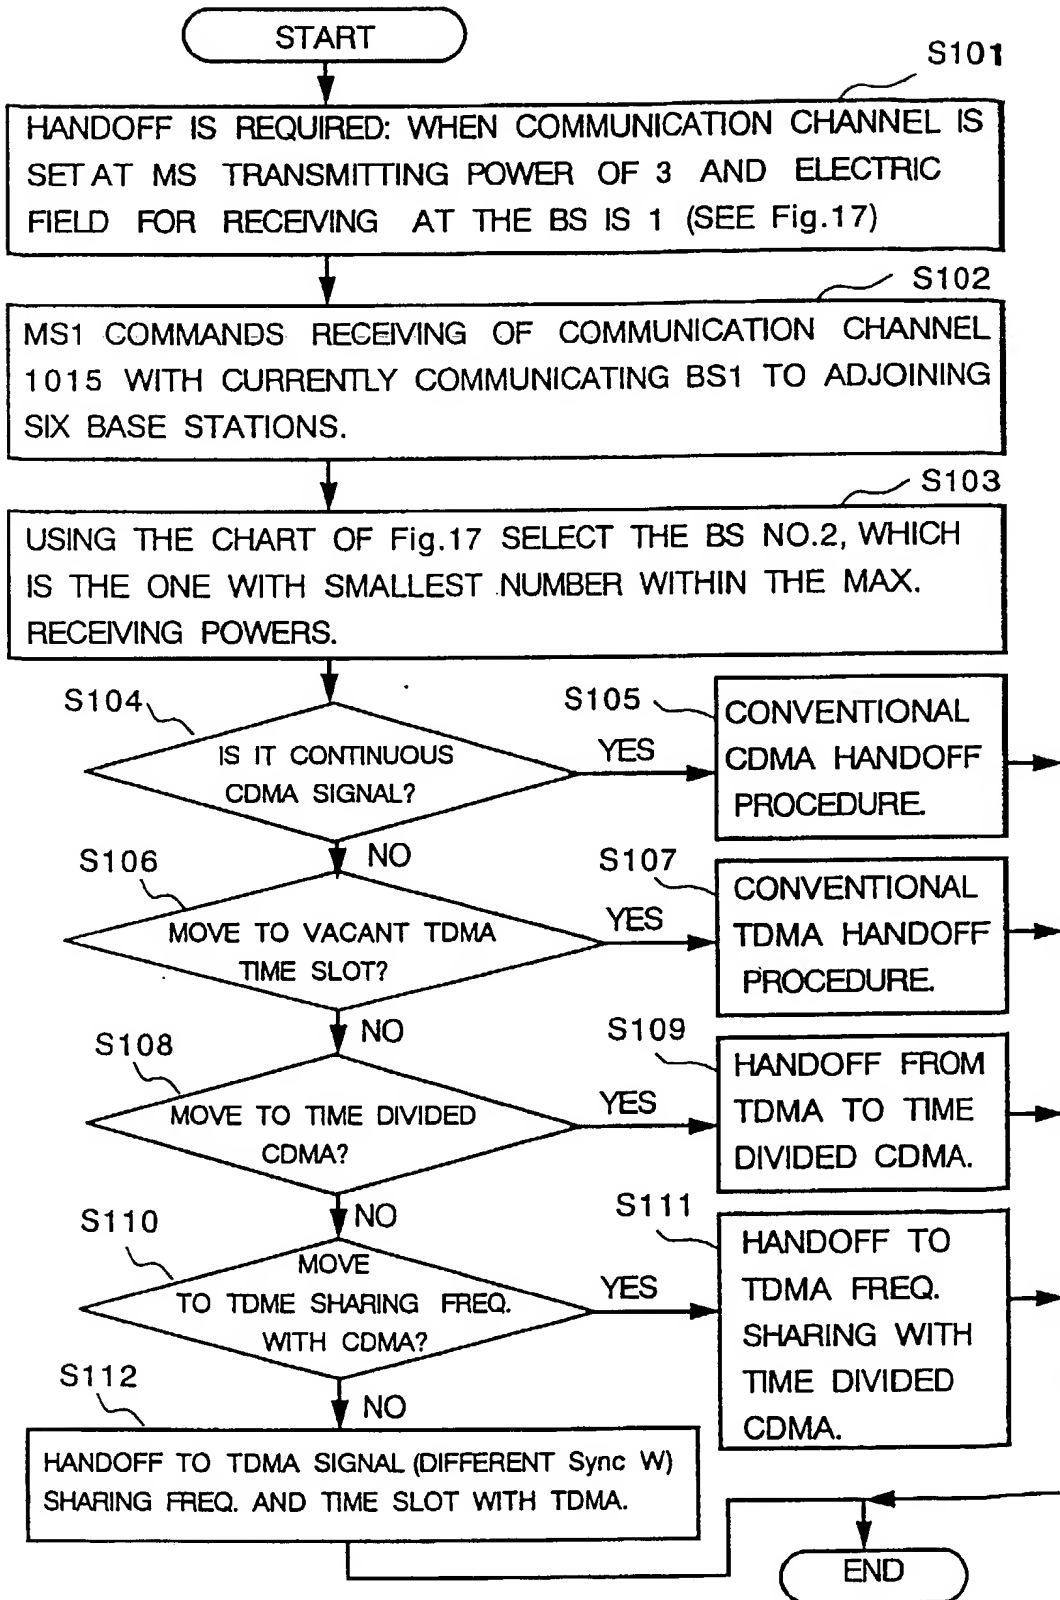 START
S101
HANDOFF IS REQUIRED: WHEN COMMUNICATION CHANNEL IS
SET AT MS TRANSMITTING POWER OF 3 AND ELECTRIC
FIELD FOR RECEIVING AT THE BS IS 1 (SEE Fig.17)
S102
MS1 COMMANDS RECEIVING OF COMMUNICATION CHANNEL
1015 WITH CURRENTLY COMMUNICATING BS1 TO ADJOINING
SIX BASE STATIONS.
S103
USING THE CHART OF Fig.17 SELECT THE BS NO.2, WHICH
IS THE ONE WITH SMALLEST NUMBER WITHIN THE MAX.
RECEIVING POWERS.
S104
IS IT CONTINUOUS
CDMA SIGNAL?
YES
S105
CONVENTIONAL
CDMA HANDOFF
PROCEDURE.
NO
S106
MOVE TO VACANT TDMA
TIME SLOT?
YES
S107
CONVENTIONAL
TDMA HANDOFF
PROCEDURE.
NO
S108
MOVE TO TIME DIVIDED
CDMA?
YES
S109
HANDOFF FROM
TDMA TO TIME
DIVIDED CDMA.
NO
S110
MOVE
TO TDME SHARING FREQ.
WITH CDMA?
YES
S111
HANDOFF TO
TDMA FREQ.
SHARING WITH
TIME DIVIDED
CDMA.
NO
S112
HANDOFF TO TDMA SIGNAL (DIFFERENT Sync W)
SHARING FREQ. AND TIME SLOT WITH TDMA.
END